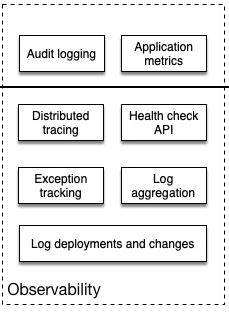 Audit logging
Application
metrics
Distributed
tracing
Health check
API
Exception
tracking
Log
aggregation
Log deployments and changes
Observability